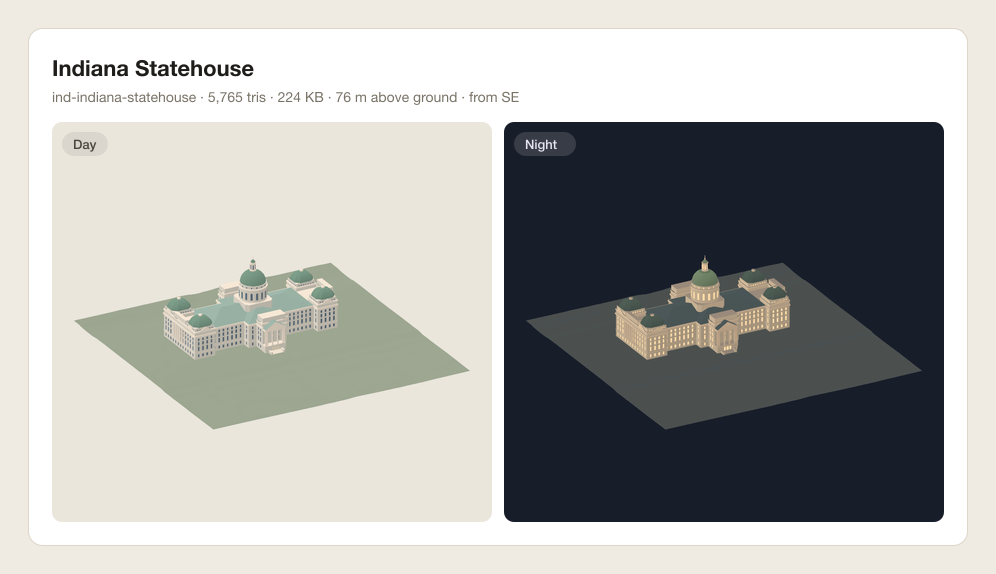 Indiana Statehouse
ind-indiana-statehouse · 5,765 tris · 224 KB · 76 m above ground · from SE
Day
Night